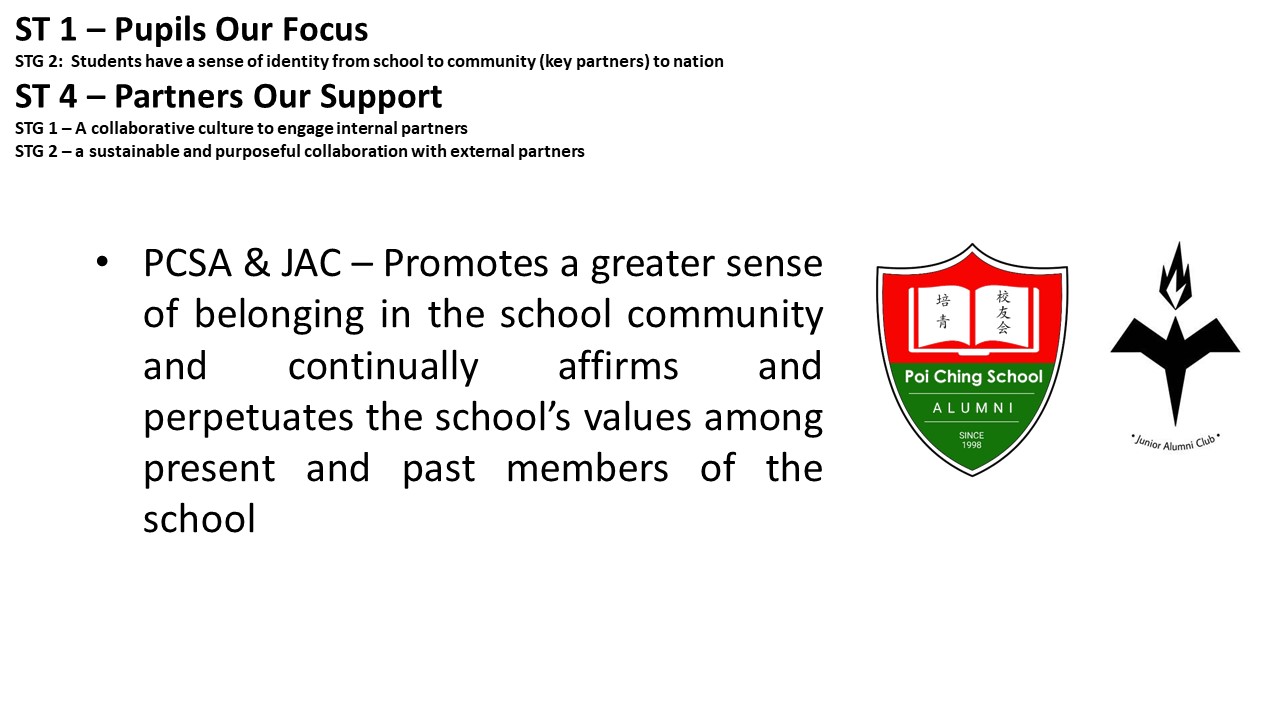 ST 1 – Pupils Our Focus
STG 2:  Students have a sense of identity from school to community (key partners) to nation
ST 4 – Partners Our Support
STG 1 – A collaborative culture to engage internal partners
STG 2 – a sustainable and purposeful collaboration with external partners
• PCSA & JAC – Promotes a greater sense
of belonging in the school community
and continually affirms and
perpetuates the school’s values among
present and past members of the
school
培青
校友会
Poi Ching School
ALUMNI
SINCE
1998
• Junior Alumni Club •